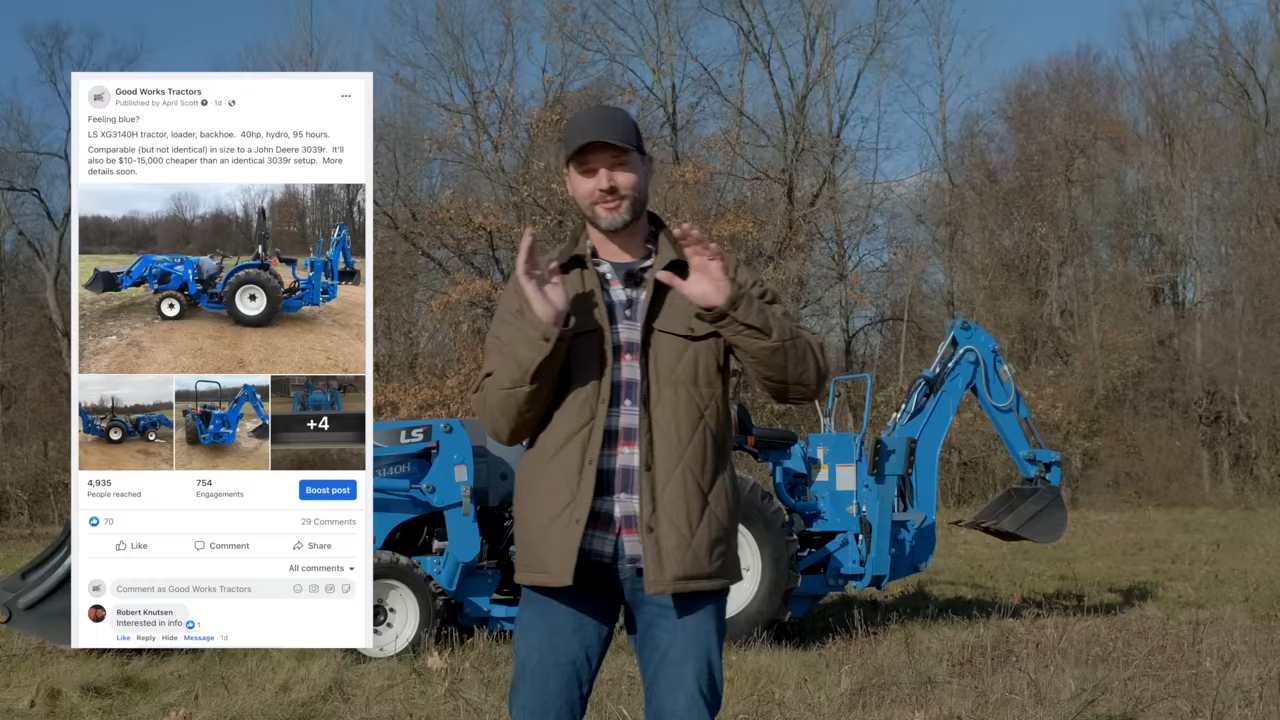 Good Works Tractors
Published by April Scott · 1d ·
Feeling blue?
LS XG3140H tractor, loader, backhoe. 40hp, hydro, 95 hours.
Comparable (but not identical) in size to a John Deere 3039r. It'll
also be $10-15,000 cheaper than an identical 3039r setup. More
details soon.
+4
4,935
People reached
754
Engagements
Boost post
70
29 Comments
Like
Comment
Share
All comments
Comment as Good Works Tractors
Robert Knutsen
Interested in info
1
Like · Reply · Hide · Message · 1d
LS
3140H